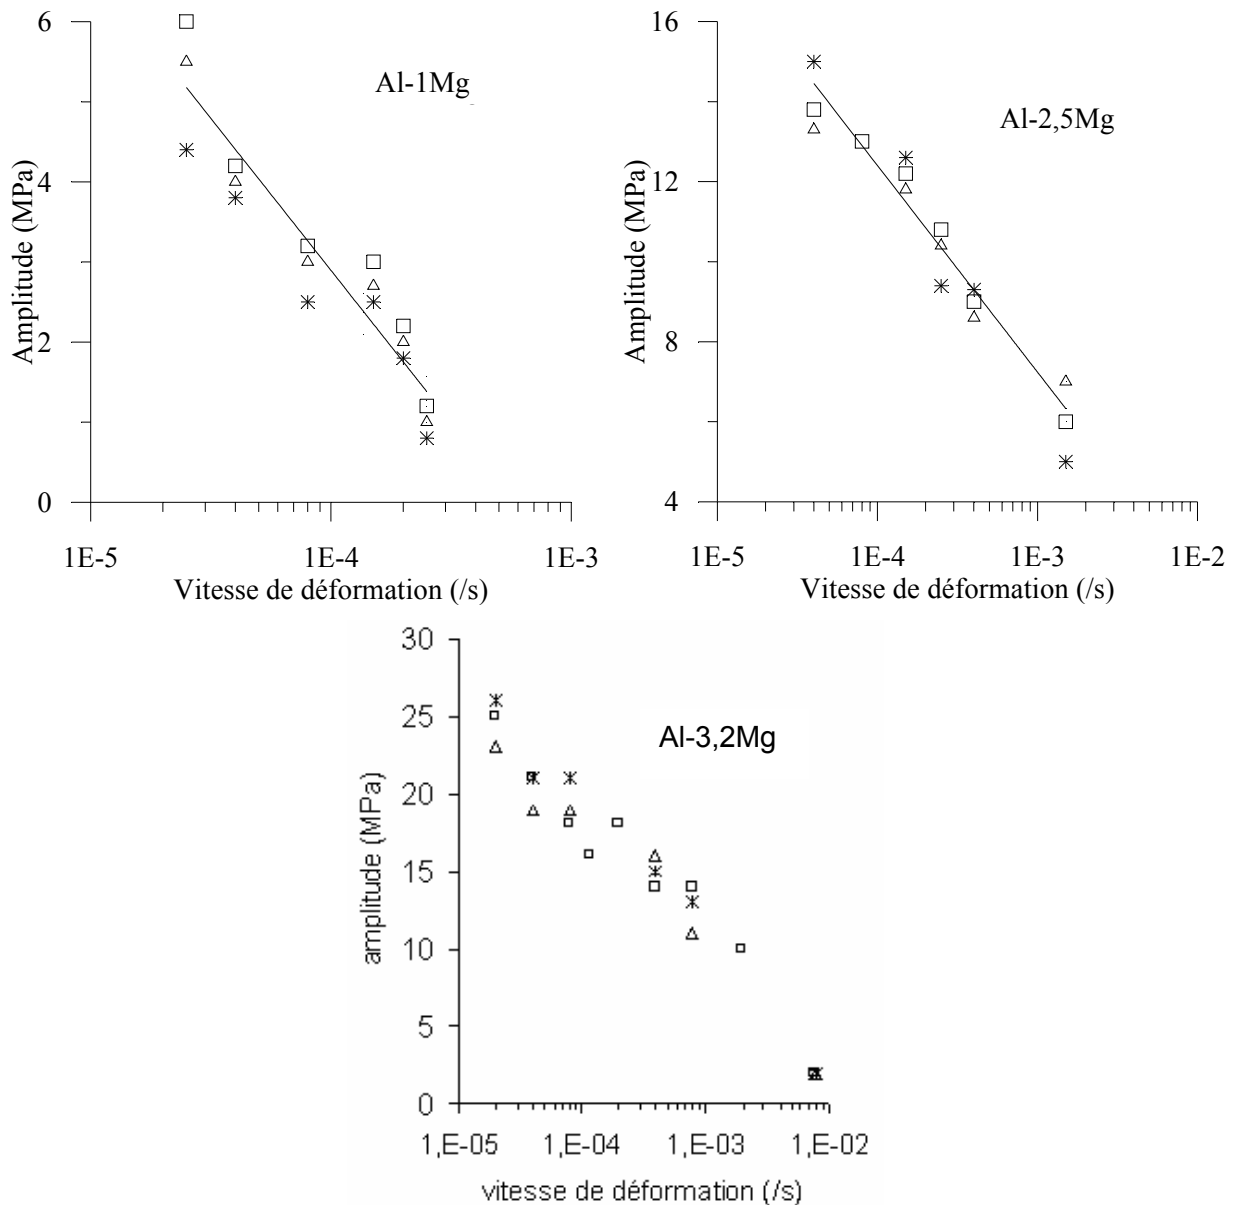 6
4
2
0
Amplitude (MPa)
Al-1Mg
1E-5
1E-4
1E-3
Vitesse de déformation (/s)
16
12
8
4
Amplitude (MPa)
Al-2,5Mg
1E-5
1E-4
1E-3
1E-2
Vitesse de déformation (/s)
30
25
20
15
10
5
0
amplitude (MPa)
Al-3,2Mg
1,E-05
1,E-04
1,E-03
1,E-02
vitesse de déformation (/s)